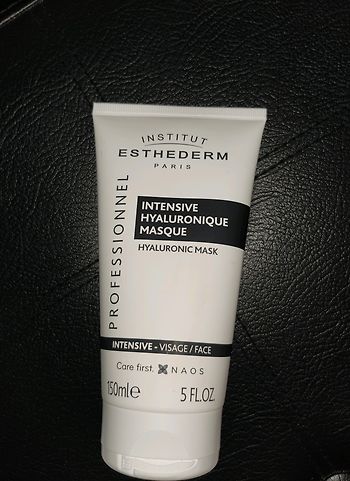 INSTITUT
ESTHEDERM
PARIS
PROFESSIONNEL
INTENSIVE
HYALURONIQUE
MASQUE
HYALURONIC MASK
INTENSIVE - VISAGE / FACE
Care first. NAOS
150ml℮ 5 FL.OZ.